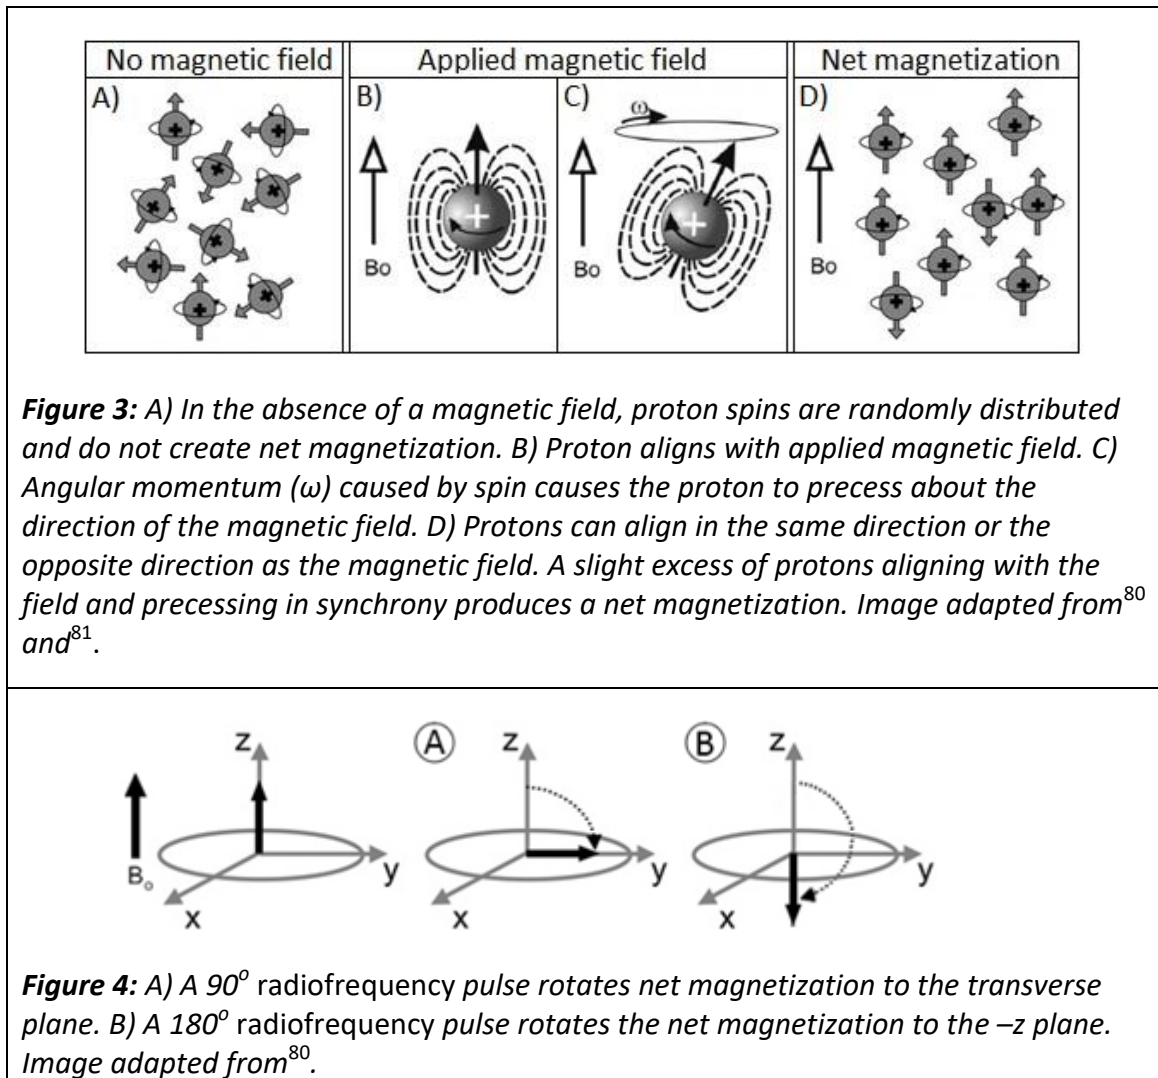 No magnetic field Applied magnetic field Net magnetization
A) B) C) ω D)
Bo Bo Bo
Figure 3: A) In the absence of a magnetic field, proton spins are randomly distributed
and do not create net magnetization. B) Proton aligns with applied magnetic field. C)
Angular momentum (ω) caused by spin causes the proton to precess about the
direction of the magnetic field. D) Protons can align in the same direction or the
opposite direction as the magnetic field. A slight excess of protons aligning with the
field and precessing in synchrony produces a net magnetization. Image adapted from80
and81.
z A z B z
Bo x y x y x y
Figure 4: A) A 90o radiofrequency pulse rotates net magnetization to the transverse
plane. B) A 180o radiofrequency pulse rotates the net magnetization to the –z plane.
Image adapted from80.